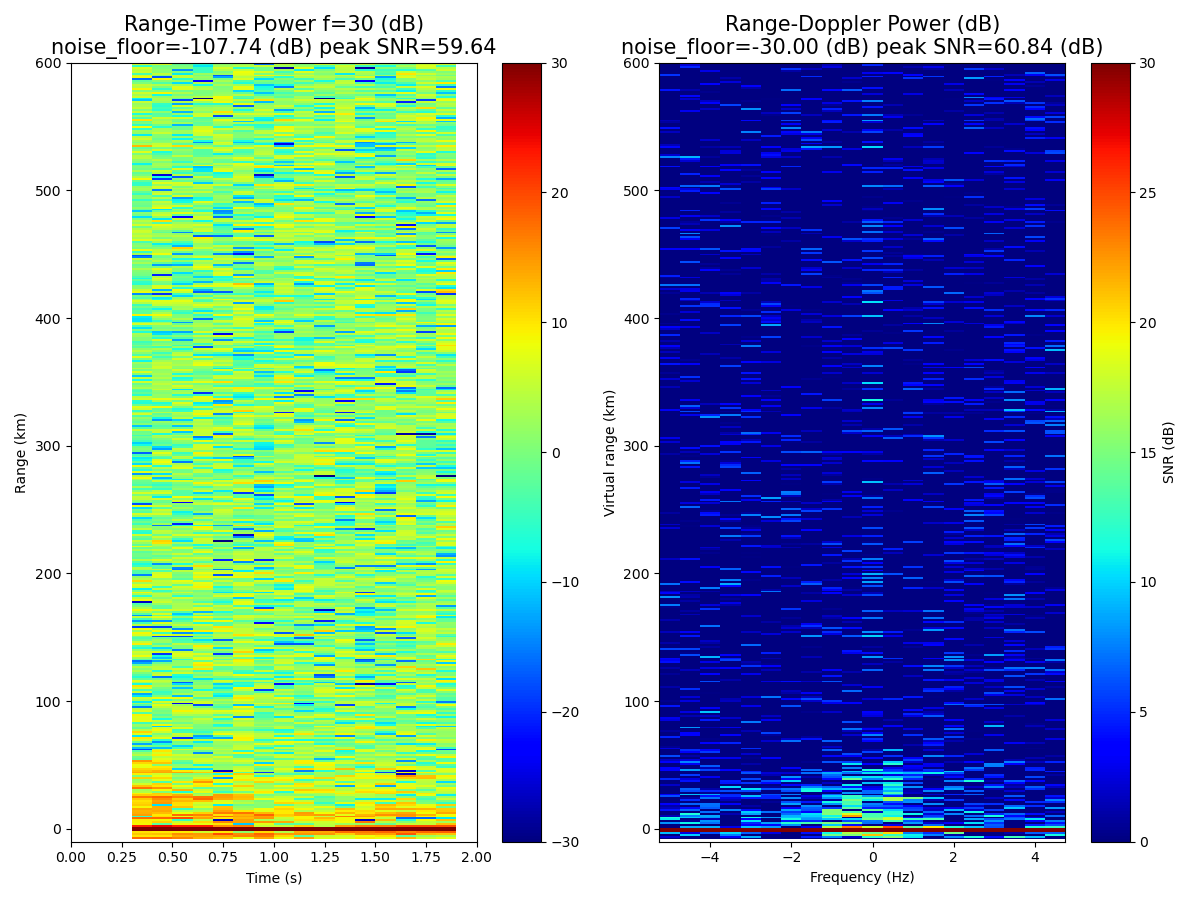 Range-Time Power f=30 (dB)
noise_floor=-107.74 (dB) peak SNR=59.64
Range-Doppler Power (dB)
noise_floor=-30.00 (dB) peak SNR=60.84 (dB)
600
500
400
300
200
100
0
Range (km)
0.00 0.25 0.50 0.75 1.00 1.25 1.50 1.75 2.00
Time (s)
30
20
10
0
−10
−20
−30
600
500
400
300
200
100
0
Virtual range (km)
−4 −2 0 2 4
Frequency (Hz)
30
25
20
15
10
5
0
SNR (dB)